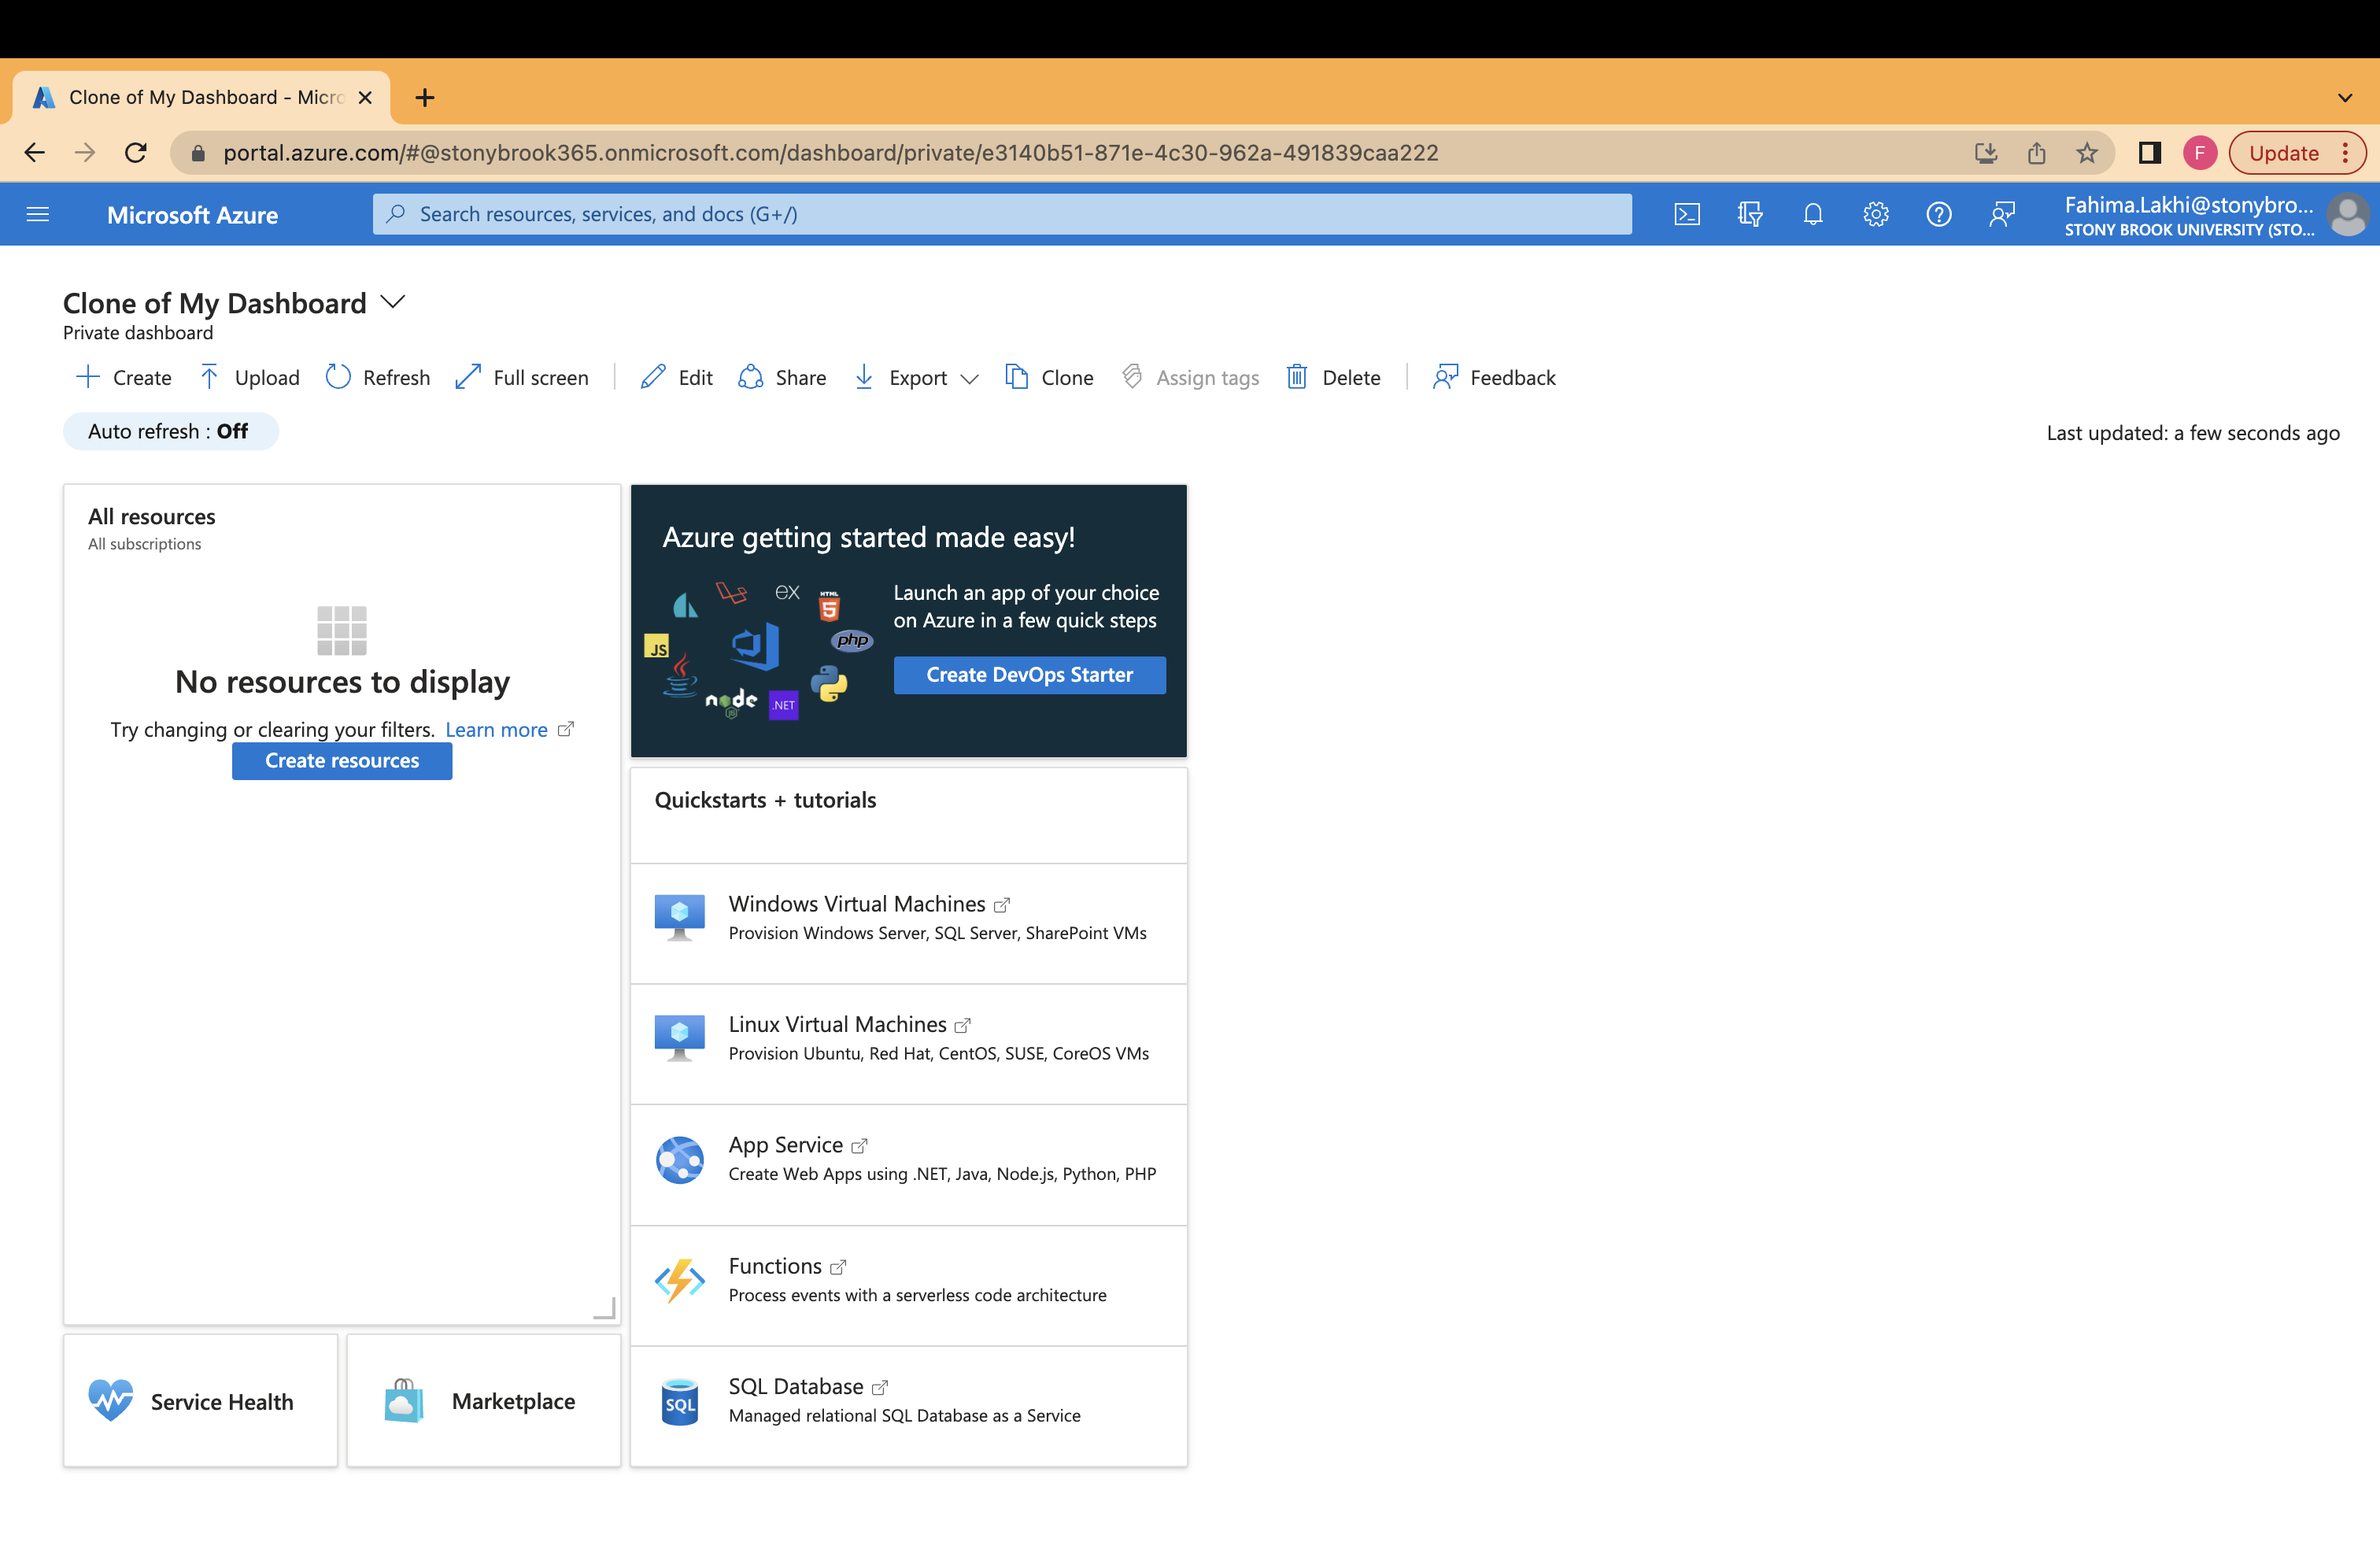 Clone of My Dashboard - Micro
portal.azure.com/#@stonybrook365.onmicrosoft.com/dashboard/private/e3140b51-871e-4c30-962a-491839caa222
F
Update
Microsoft Azure
Search resources, services, and docs (G+/)
Fahima.Lakhi@stonybro...
STONY BROOK UNIVERSITY (STO...
Clone of My Dashboard
Private dashboard
Create Upload Refresh Full screen Edit Share Export Clone Assign tags Delete Feedback
Auto refresh : Off
Last updated: a few seconds ago
All resources
All subscriptions
No resources to display
Try changing or clearing your filters. Learn more
Create resources
Service Health
Marketplace
Azure getting started made easy!
ex
HTML
5
JS
php
node
JS
.NET
Launch an app of your choice
on Azure in a few quick steps
Create DevOps Starter
Quickstarts + tutorials
Windows Virtual Machines
Provision Windows Server, SQL Server, SharePoint VMs
Linux Virtual Machines
Provision Ubuntu, Red Hat, CentOS, SUSE, CoreOS VMs
App Service
Create Web Apps using .NET, Java, Node.js, Python, PHP
Functions
Process events with a serverless code architecture
SQL
SQL Database
Managed relational SQL Database as a Service